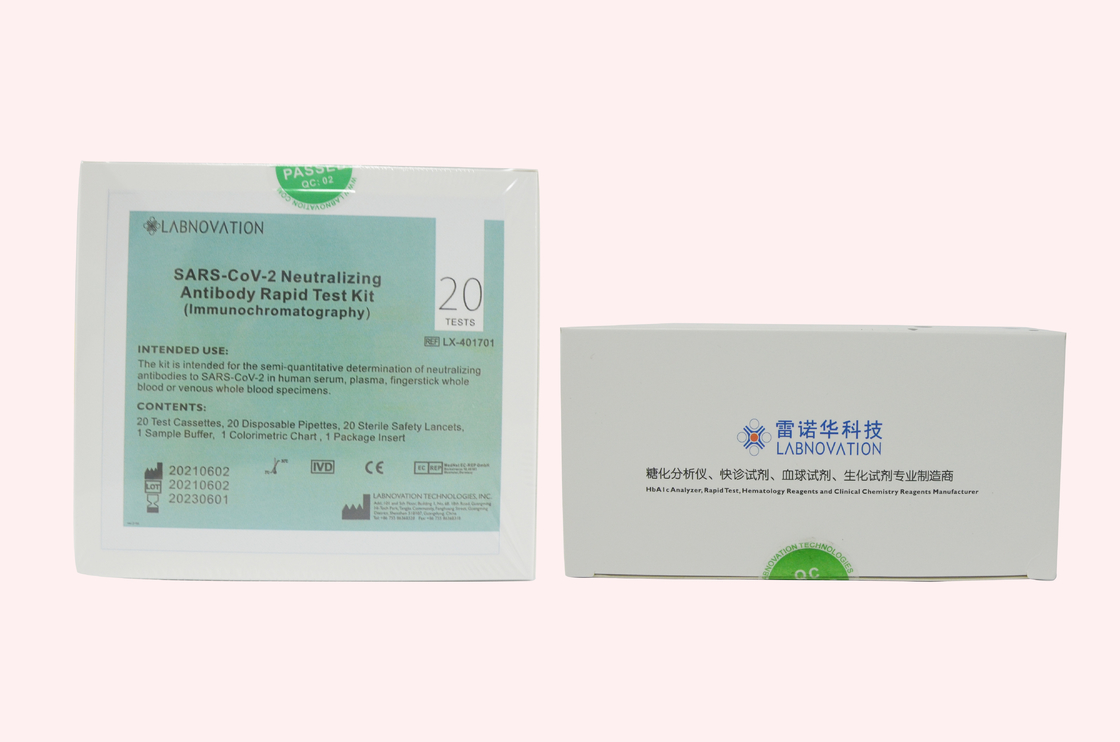 PASSED
QC: 02
LABNOVATION
SARS-CoV-2 Neutralizing
Antibody Rapid Test Kit
(Immunochromatography)
20
TESTS
REF LX-401701
INTENDED USE:
The kit is intended for the semi-quantitative determination of neutralizing
antibodies to SARS-CoV-2 in human serum, plasma, fingerstick whole
blood or venous whole blood specimens.
CONTENTS:
20 Test Cassettes, 20 Disposable Pipettes, 20 Sterile Safety Lancets,
1 Sample Buffer, 1 Colorimetric Chart , 1 Package Insert
20210602
LOT 20210602
20230601
IVD
CE
EC REP
LABNOVATION TECHNOLOGIES, INC.
雷诺华科技
LABNOVATION
糖化分析仪、快诊试剂、血球试剂、生化试剂专业制造商
HbA1c Analyzer, Rapid Test, Hematology Reagents and Clinical Chemistry Reagents Manufacturer
LABNOVATION TECHNOLOGIES
QC